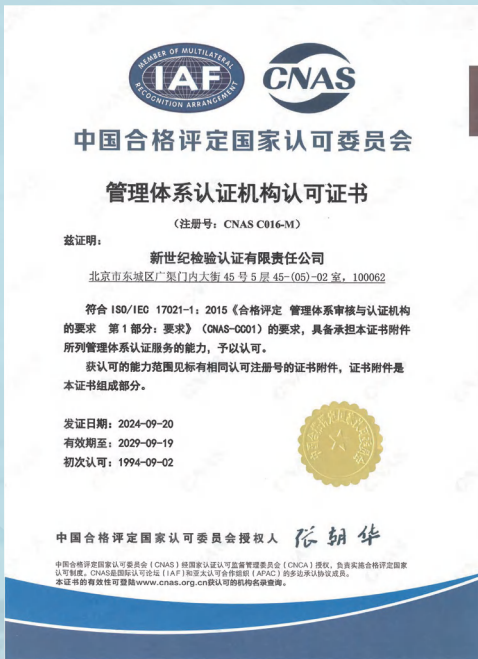 MEMBER OF MULTILATERAL
IAF
RECOGNITION ARRANGEMENT
CNAS
中国合格评定国家认可委员会
管理体系认证机构认可证书
（注册号：CNAS C016-M）
兹证明：
新世纪检验认证有限责任公司
北京市东城区广渠门内大街 45 号 5 层 45-(05)-02 室，100062
符合 ISO/IEC 17021-1：2015《合格评定 管理体系审核与认证机构
的要求 第 1 部分：要求》（CNAS-CC01）的要求，具备承担本证书附件
所列管理体系认证服务的能力，予以认可。
获认可的能力范围见标有相同认可注册号的证书附件，证书附件是
本证书组成部分。
发证日期：2024-09-20
有效期至：2029-09-19
初次认可：1994-09-02
中国合格评定国家认可委员会授权人 张朝华
中国合格评定国家认可委员会（CNAS）经国家认证认可监督管理委员会（CNCA）授权，负责实施合格评定国家
认可制度。CNAS是国际认可论坛（IAF）和亚太认可合作组织（APAC）的多边承认协议成员。
本证书的有效性可登陆www.cnas.org.cn获认可的机构名录查询。